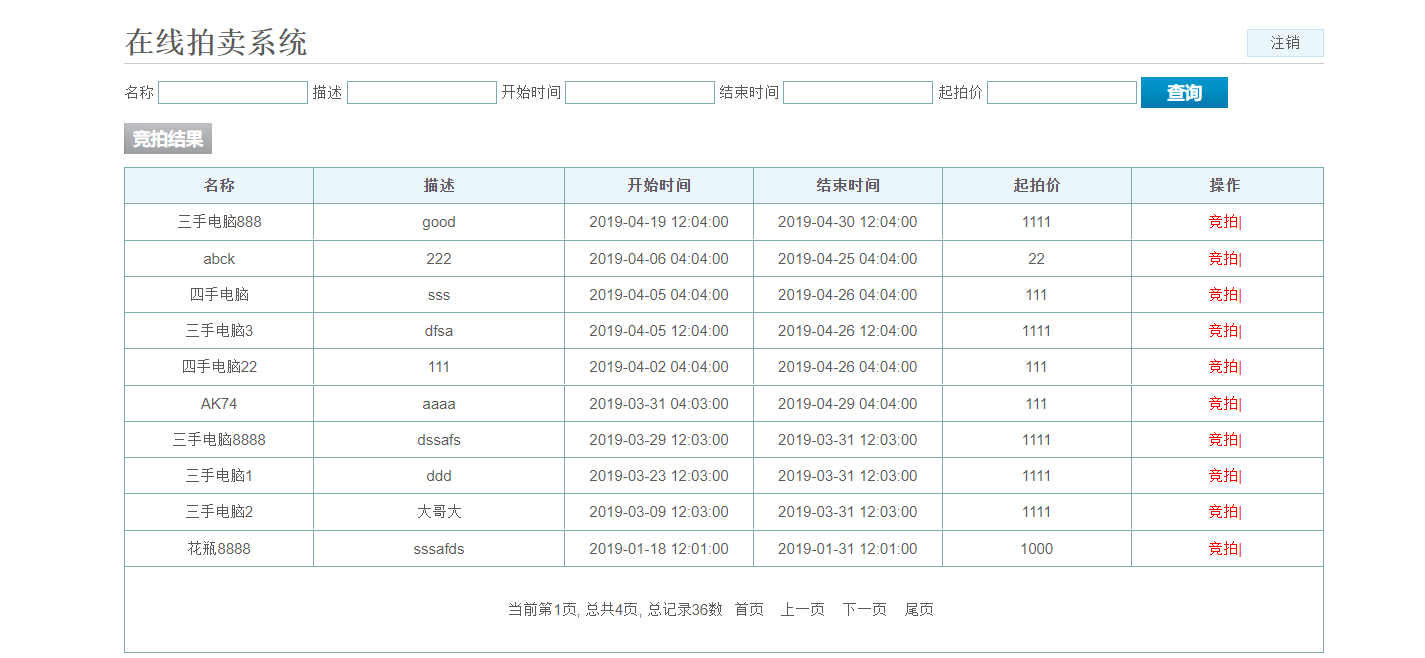 在线拍卖系统
注销
名称 描述 开始时间 结束时间 起拍价 查询
竞拍结果
名称 描述 开始时间 结束时间 起拍价 操作
三手电脑888 good 2019-04-19 12:04:00 2019-04-30 12:04:00 1111 竞拍|
abck 222 2019-04-06 04:04:00 2019-04-25 04:04:00 22 竞拍|
四手电脑 sss 2019-04-05 04:04:00 2019-04-26 04:04:00 111 竞拍|
三手电脑3 dfsa 2019-04-05 12:04:00 2019-04-26 12:04:00 1111 竞拍|
四手电脑22 111 2019-04-02 04:04:00 2019-04-26 04:04:00 111 竞拍|
AK74 aaaa 2019-03-31 04:03:00 2019-04-29 04:04:00 111 竞拍|
三手电脑8888 dssafs 2019-03-29 12:03:00 2019-03-31 12:03:00 1111 竞拍|
三手电脑1 ddd 2019-03-23 12:03:00 2019-03-31 12:03:00 1111 竞拍|
三手电脑2 大哥大 2019-03-09 12:03:00 2019-03-31 12:03:00 1111 竞拍|
花瓶8888 sssafds 2019-01-18 12:01:00 2019-01-31 12:01:00 1000 竞拍|
当前第1页, 总共4页, 总记录36数 首页 上一页 下一页 尾页